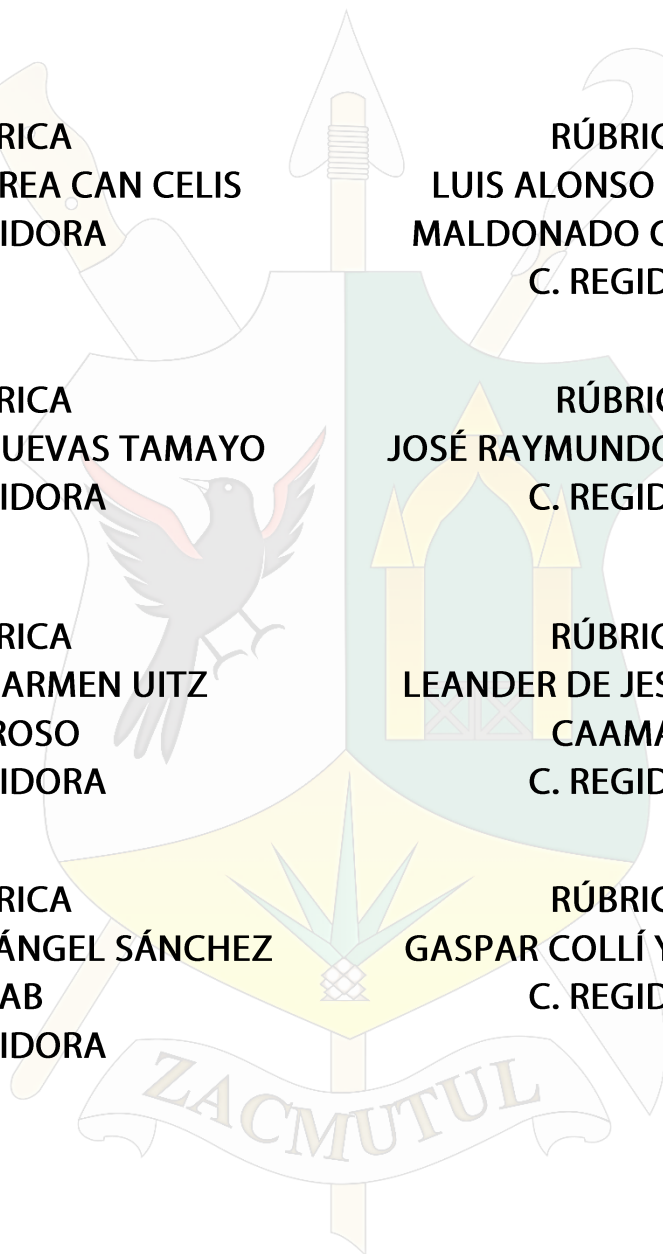 RICA
REA CAN CELIS
IDORA
RÚBRIC
LUIS ALONSO
MALDONADO C
C. REGID
RICA
UEVAS TAMAYO
IDORA
RÚBRIC
JOSÉ RAYMUNDO
C. REGID
RICA
ARMEN UITZ
ROSO
IDORA
RÚBRIC
LEANDER DE JES
CAAMA
C. REGID
RICA
ÁNGEL SÁNCHEZ
AB
IDORA
RÚBRIC
GASPAR COLLÍ Y
C. REGID
ZACMUTUL